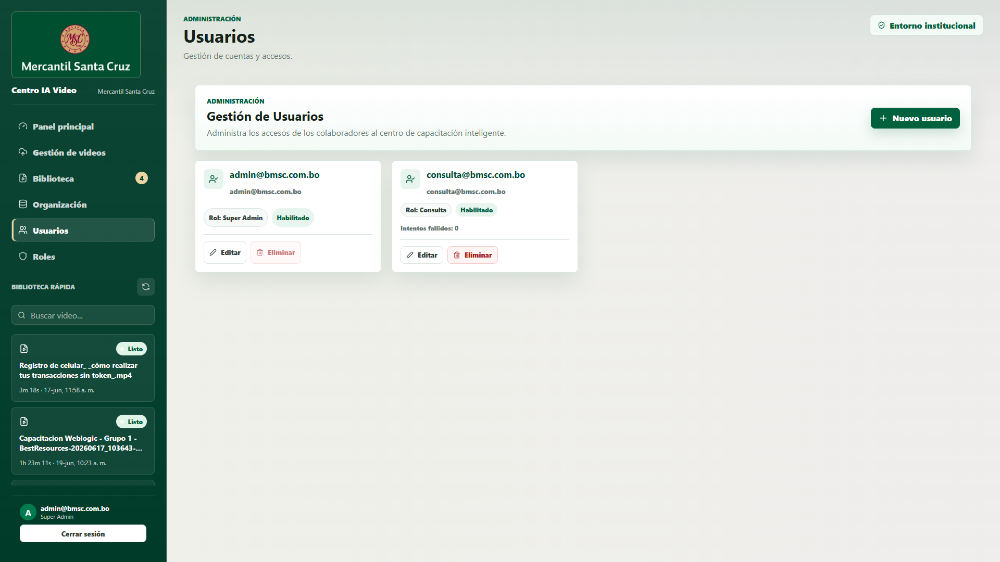 BOLIVIA
MSC
1905
Mercantil Santa Cruz
Centro IA Video
Mercantil Santa Cruz
Panel principal
Gestión de videos
Biblioteca
4
Organización
Usuarios
Roles
BIBLIOTECA RÁPIDA
Buscar video...
Listo
Registro de celular_ _cómo realizar
tus transacciones sin token_.mp4
3m 18s · 17-jun, 11:58 a. m.
Listo
Capacitacion Weblogic - Grupo 1 -
BestResources-20260617_103643-...
1h 23m 11s · 19-jun, 10:23 a. m.
A
admin@bmsc.com.bo
Super Admin
Cerrar sesión
ADMINISTRACIÓN
Usuarios
Gestión de cuentas y accesos.
Entorno institucional
ADMINISTRACIÓN
Gestión de Usuarios
Administra los accesos de los colaboradores al centro de capacitación inteligente.
Nuevo usuario
admin@bmsc.com.bo
admin@bmsc.com.bo
Rol: Super Admin
Habilitado
Editar
Eliminar
consulta@bmsc.com.bo
consulta@bmsc.com.bo
Rol: Consulta
Habilitado
Intentos fallidos: 0
Editar
Eliminar